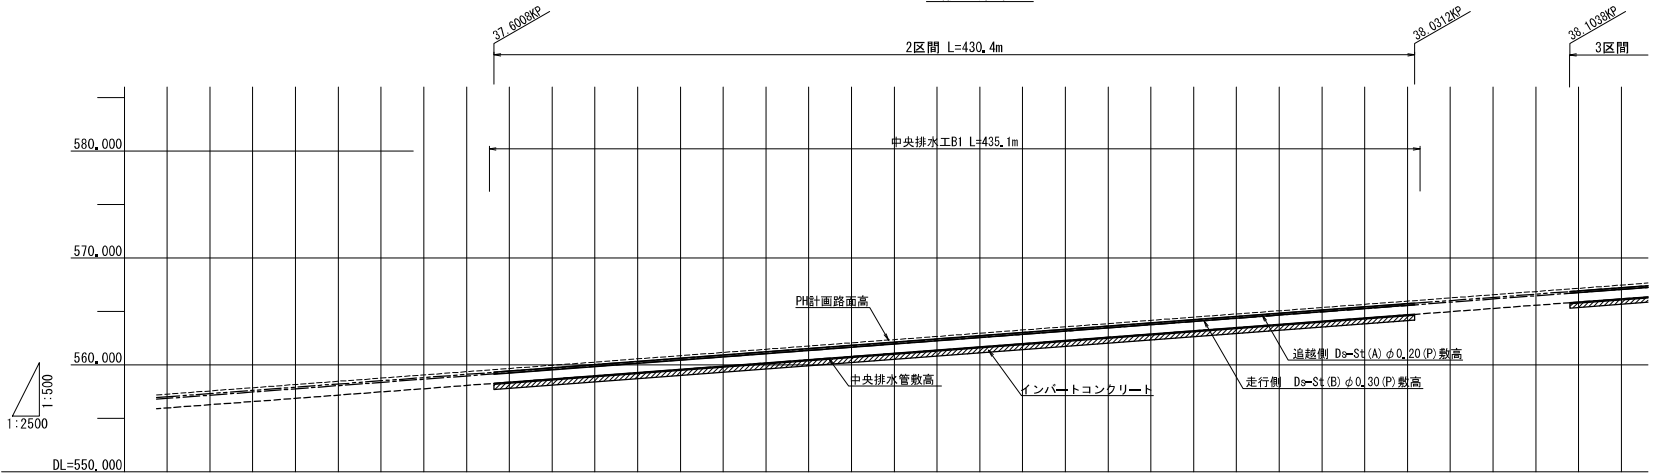 37.6008KP
38.0312KP
38.1038KP
2区間 L=430.4m
3区間
中央排水工B1 L=435.1m
580.000
570.000
PH計画路面高
560.000
追越側 Ds-St(A)φ0.20(P)敷高
中央排水管敷高
インバートコンクリート
走行側 Ds-St(B)φ0.30(P)敷高
1:500
1:2500
DL=550.000